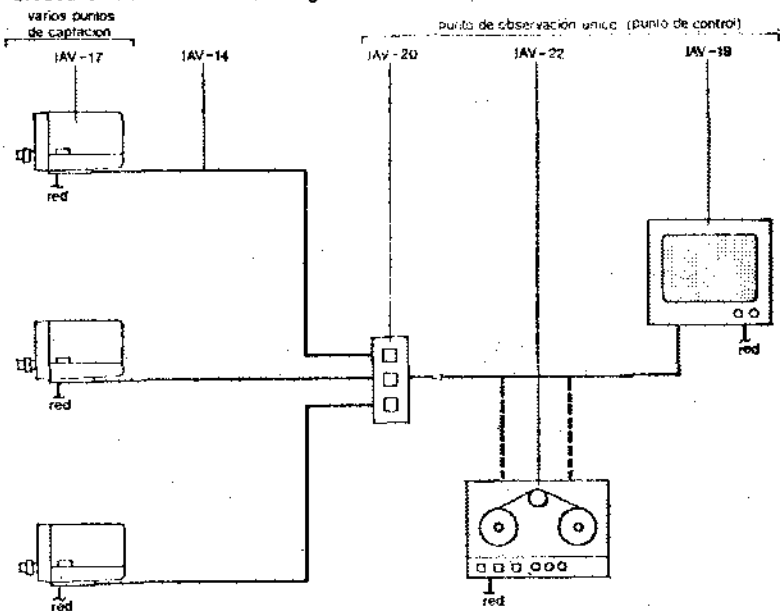 varios puntos
de captacion
punto de observación unico (punto de control)
IAV-17
IAV-14
IAV-20
IAV-22
IAV-19
red
red
red
red
red